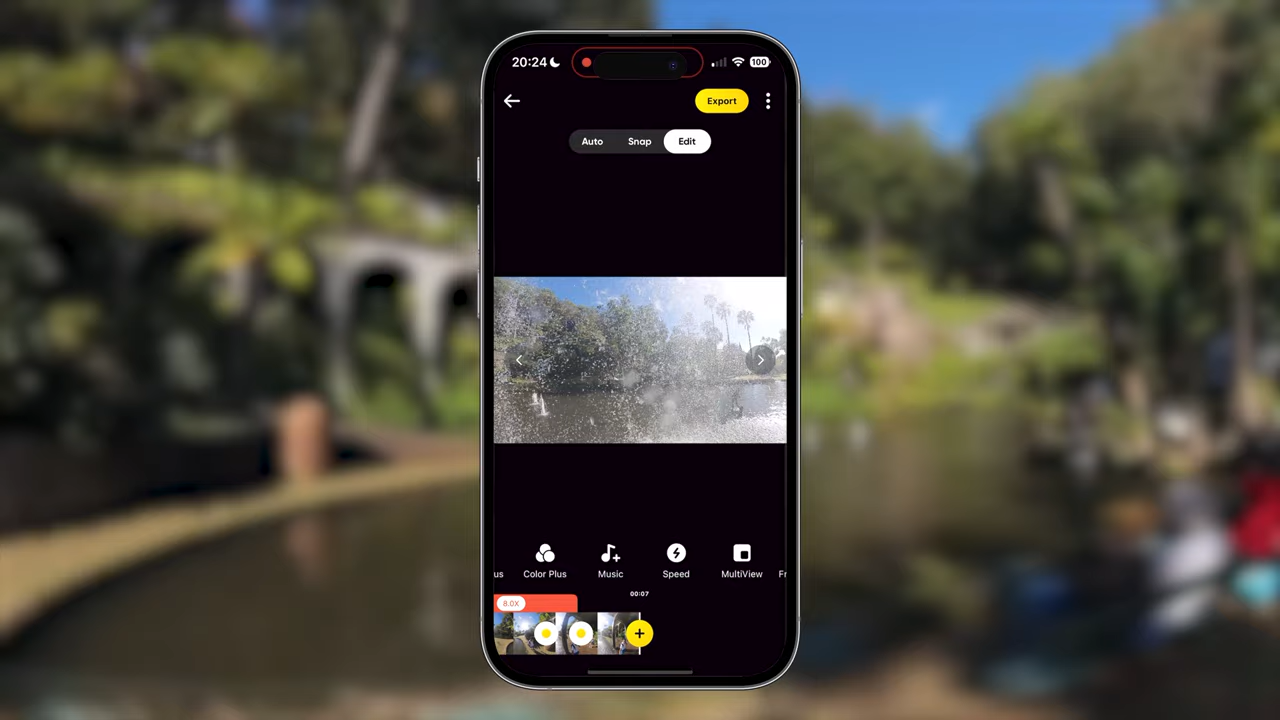 20:24
100
Export
Auto Snap Edit
us Color Plus Music Speed MultiView Fr
00:07
8.0X